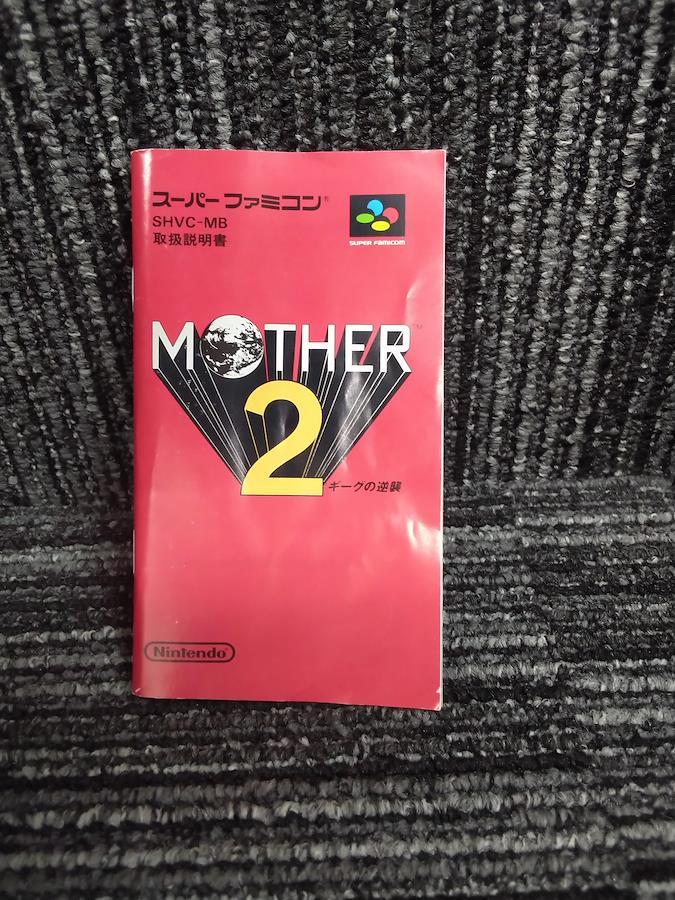 スーパーファミコン®
SHVC-MB
取扱説明書
SUPER FAMICOM
MOTHER™
2
ギーグの逆襲
Nintendo®